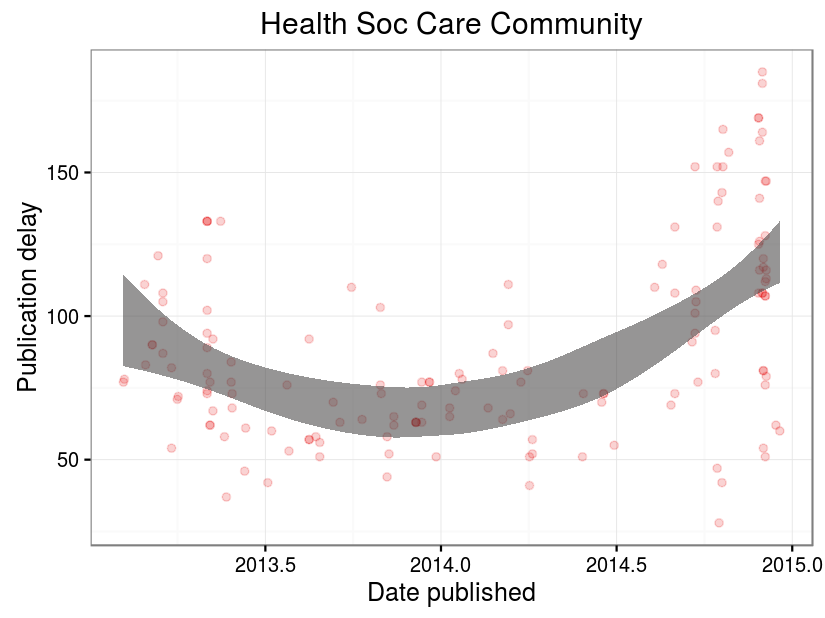 Health Soc Care Community
Publication delay
150
100
50
2013.5 2014.0 2014.5 2015.0
Date published